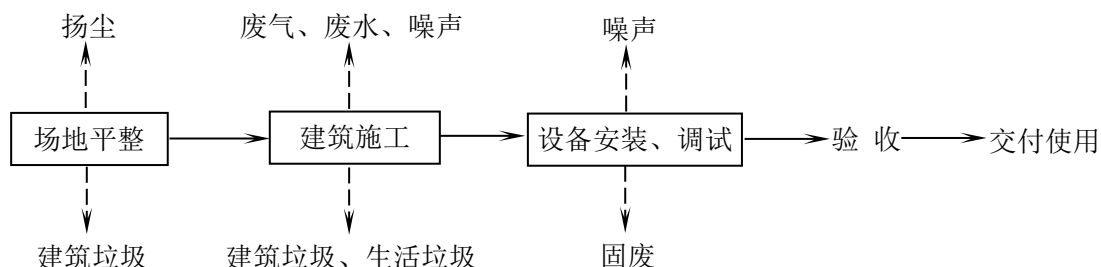 扬尘
废气、废水、噪声
噪声
场地平整
建筑施工
设备安装、调试
验 收
交付使用
建筑垃圾
建筑垃圾、生活垃圾
固废